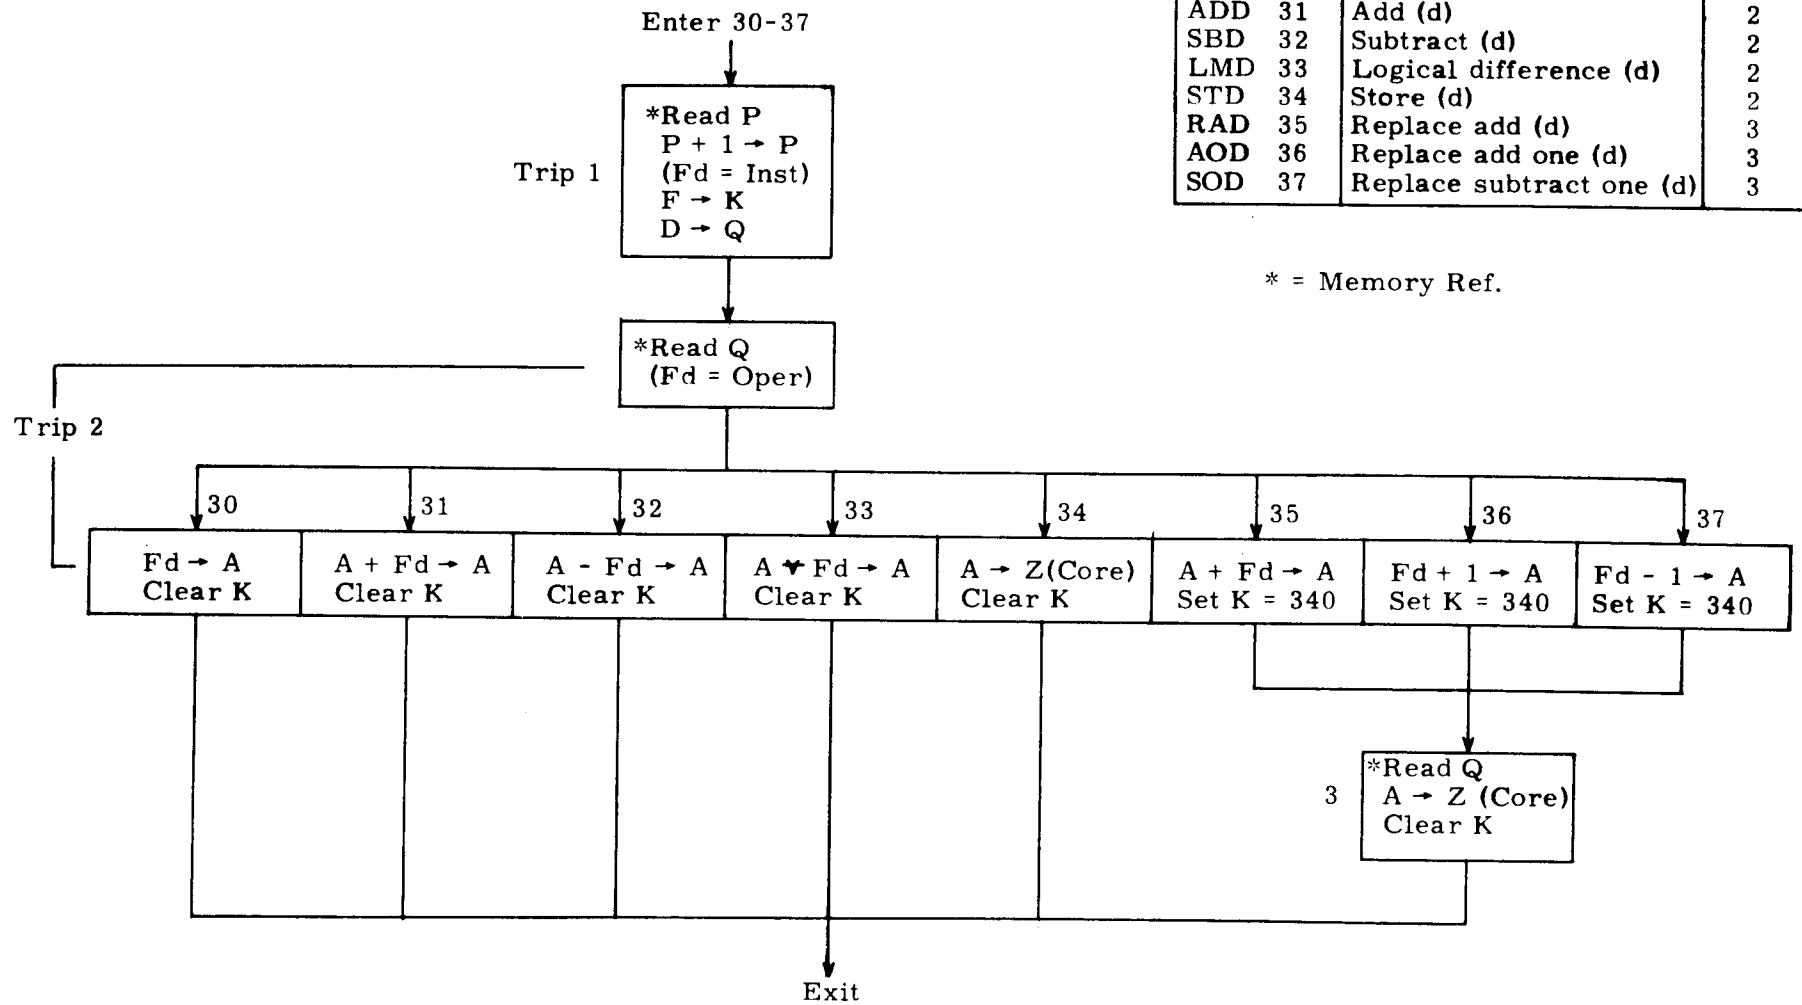 Enter 30-37
ADD 31 Add (d) 2
SBD 32 Subtract (d) 2
LMD 33 Logical difference (d) 2
STD 34 Store (d) 2
RAD 35 Replace add (d) 3
AOD 36 Replace add one (d) 3
SOD 37 Replace subtract one (d) 3
* = Memory Ref.
Trip 1
*Read P
P + 1 → P
(Fd = Inst)
F → K
D → Q
*Read Q
(Fd = Oper)
Trip 2
30 31 32 33 34 35 36 37
Fd → A
Clear K
A + Fd → A
Clear K
A - Fd → A
Clear K
A ⩝ Fd → A
Clear K
A → Z(Core)
Clear K
A + Fd → A
Set K = 340
Fd + 1 → A
Set K = 340
Fd - 1 → A
Set K = 340
3
*Read Q
A → Z (Core)
Clear K
Exit